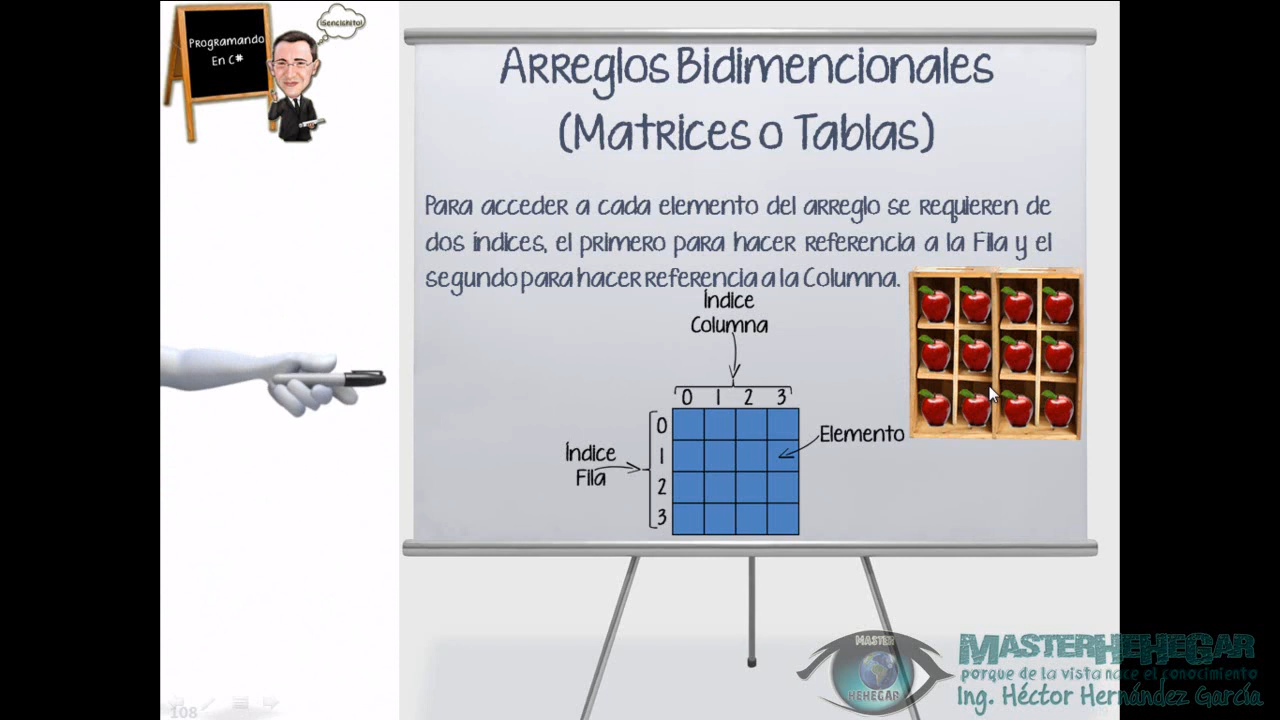 ¡Sencillito!
Programando
En C#
Arreglos Bidimencionales
(Matrices o Tablas)
Para acceder a cada elemento del arreglo se requieren de
dos índices, el primero para hacer referencia a la Fila y el
segundo para hacer referencia a la Columna.
Índice
Columna
0 1 2 3
0
1
2
3
Índice
Fila
Elemento
MASTER
HEHEGAR
MASTERHEHEGAR
porque de la vista nace el conocimiento
Ing. Héctor Hernández García
108